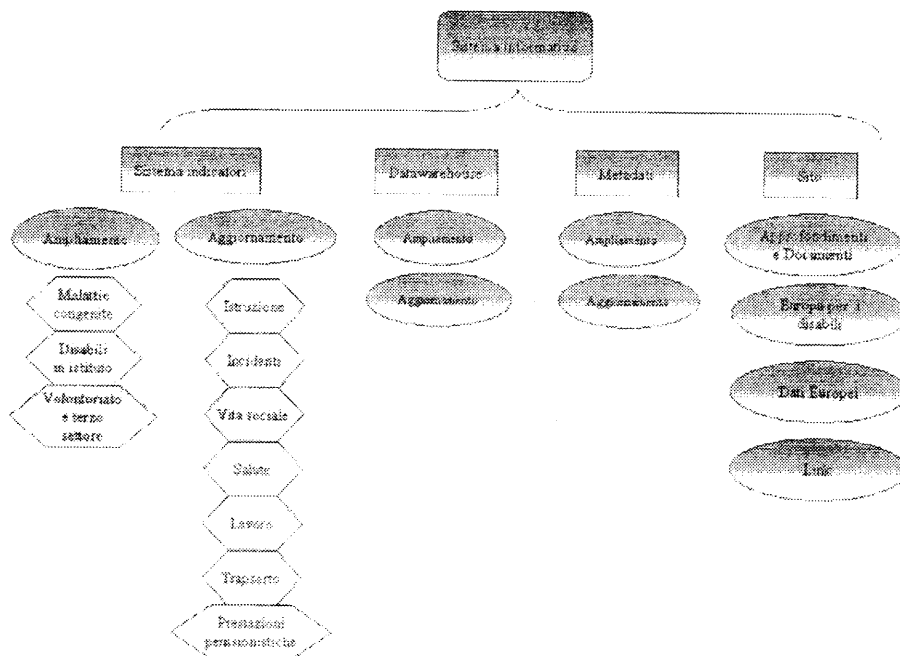 Sistema informativo
Sistema indicatori
Datawarehouse
Metadati
Sito
Ampliamento
Aggiornamento
Ampliamento
Ampliamento
Approfondimenti
e Documenti
Aggiornamento
Aggiornamento
Malattie
congenite
Istruzione
Europa per i
disabili
Disabili
in istituto
Incidenti
Volontariato
e terzo
settore
Vita sociale
Dati Europei
Salute
Link
Lavoro
Trapsorto
Prestazioni
pensionistiche